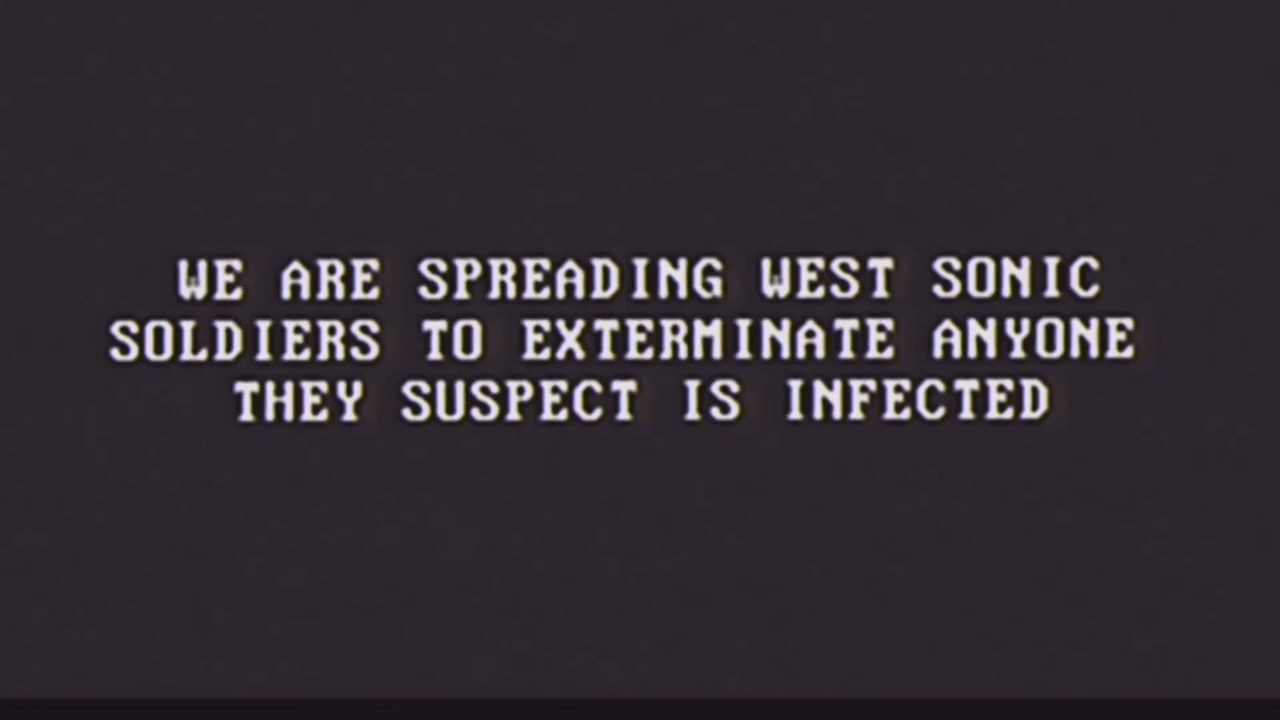 WE ARE SPREADING WEST SONIC
SOLDIERS TO EXTERMINATE ANYONE
THEY SUSPECT IS INFECTED